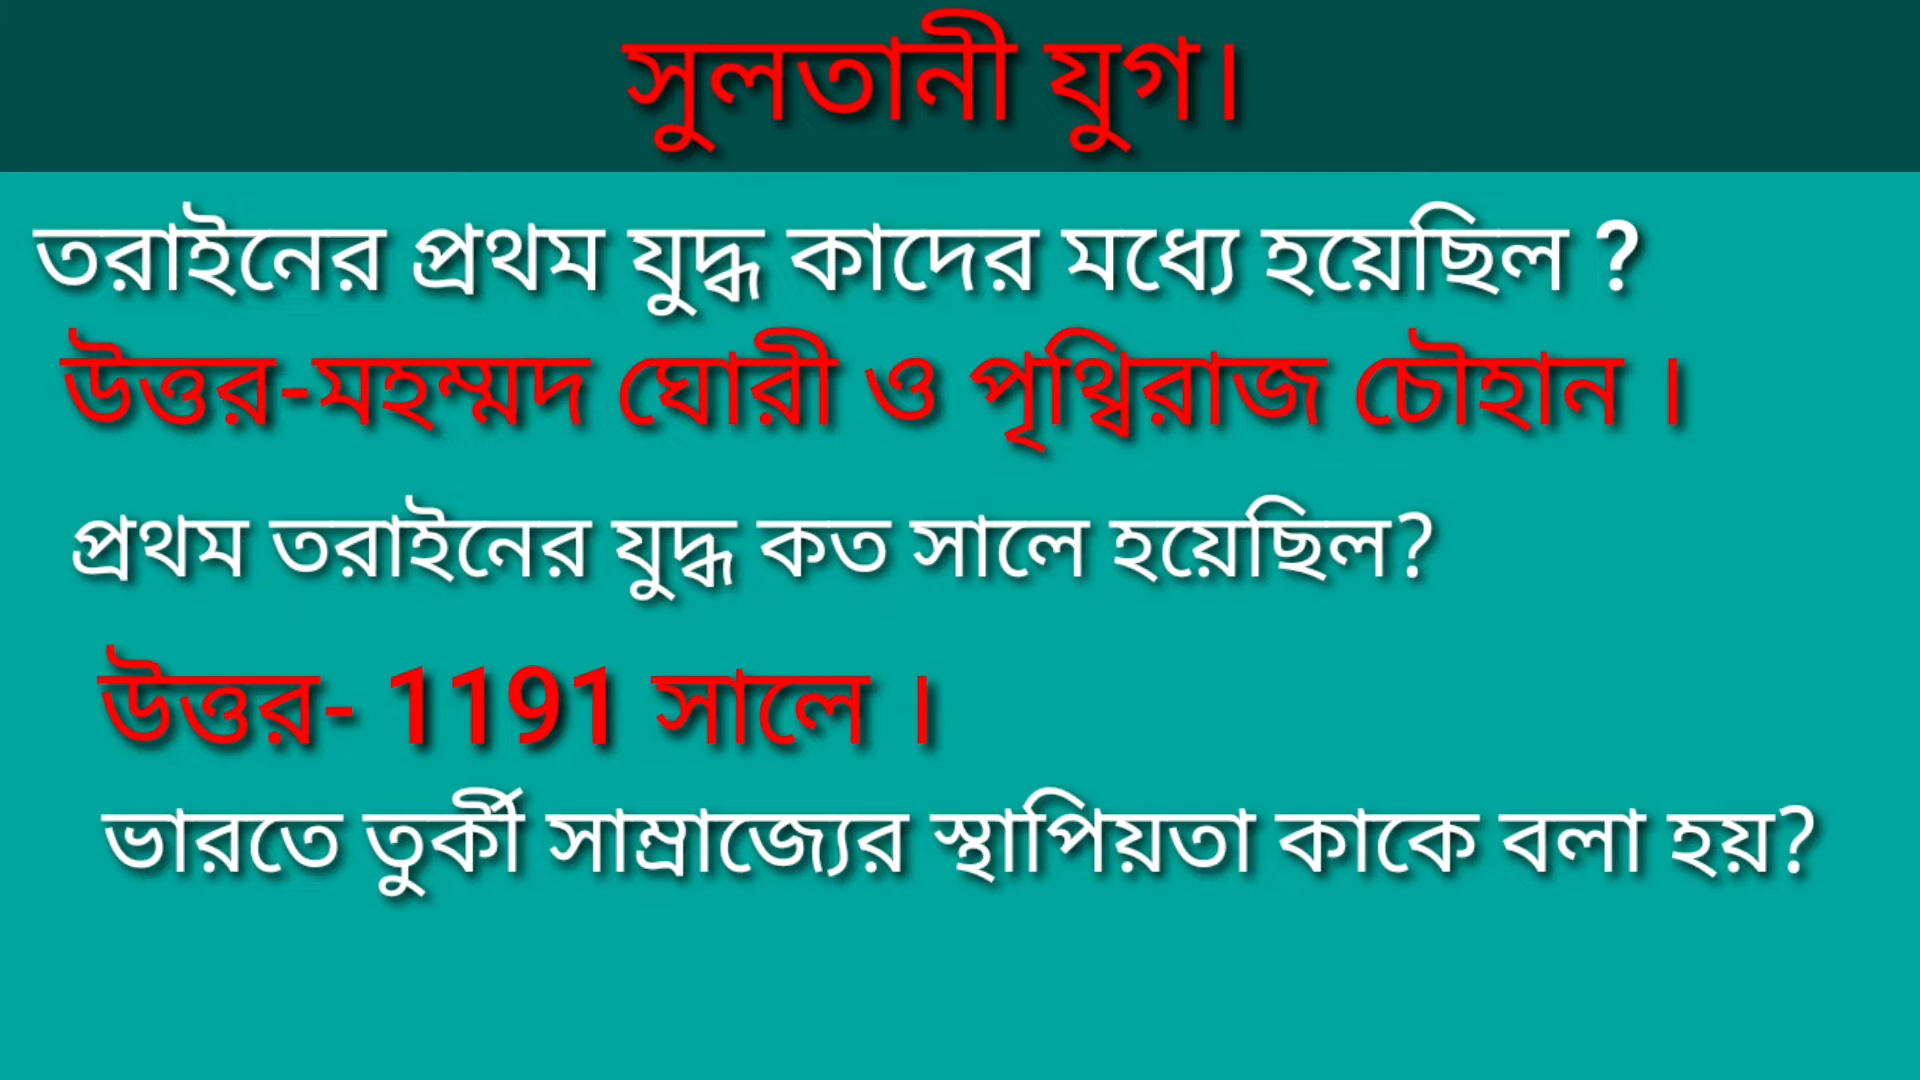 সুলতানী যুগ।
তরাইনের প্রথম যুদ্ধ কাদের মধ্যে হয়েছিল ?
উত্তর-মহম্মদ ঘোরী ও পৃথ্বিরাজ চৌহান ।
প্রথম তরাইনের যুদ্ধ কত সালে হয়েছিল?
উত্তর- 1191 সালে ।
ভারতে তুর্কী সাম্রাজ্যের স্থাপিয়তা কাকে বলা হয়?